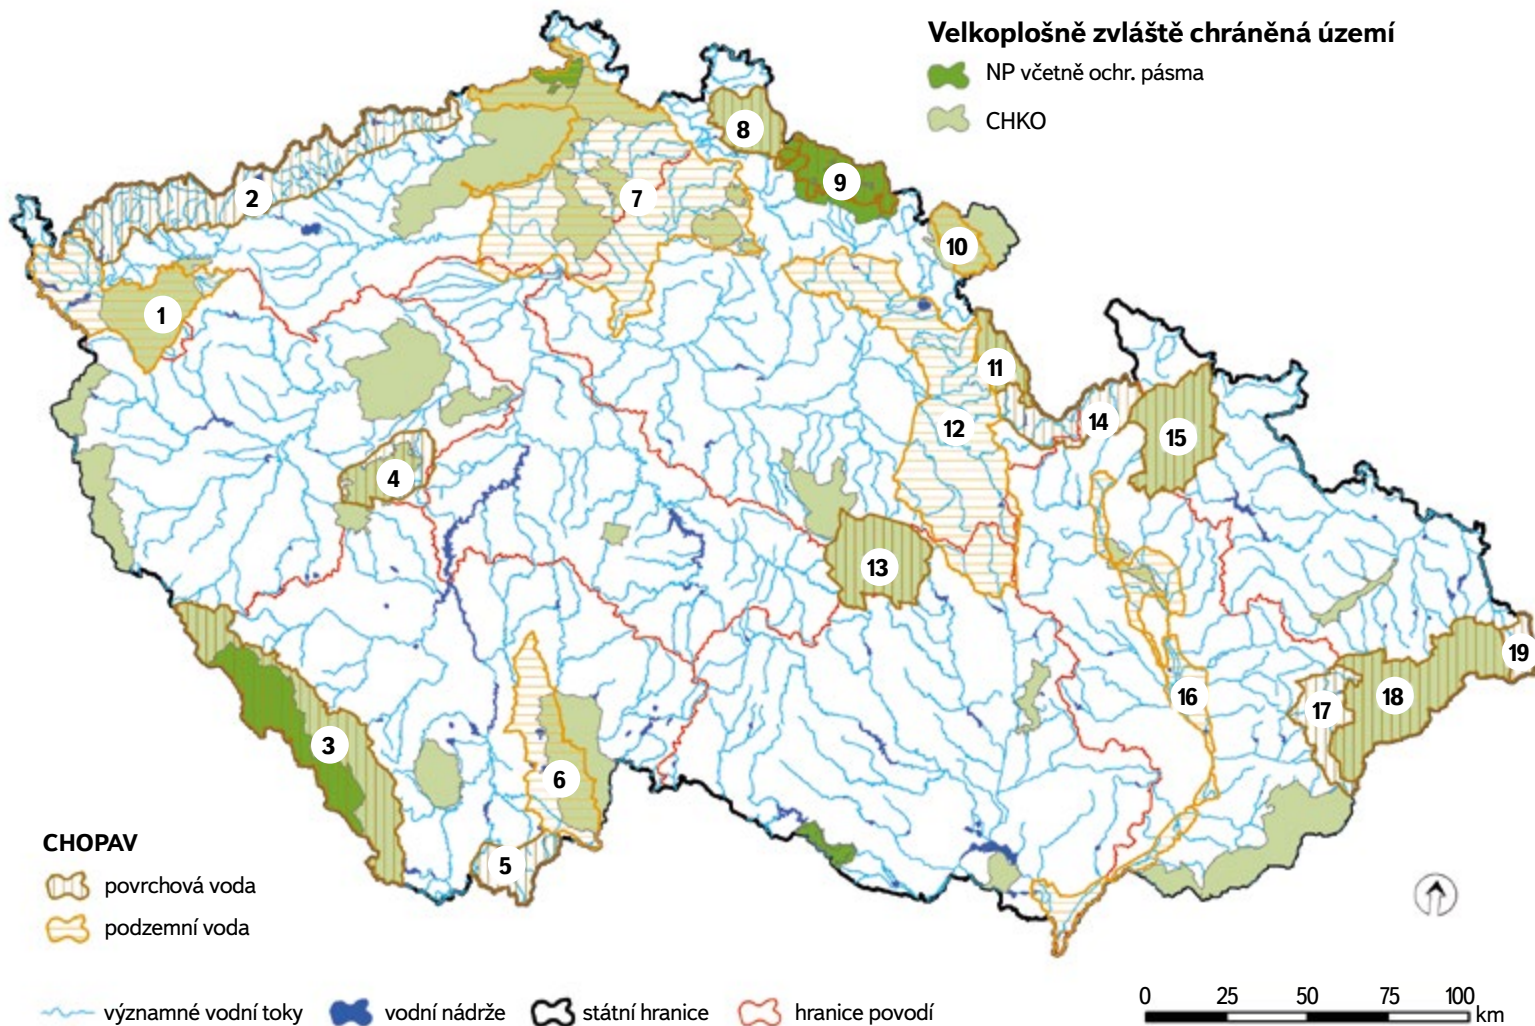 Velkoplošně zvláště chráněná území
NP včetně ochr. pásma
CHKO
1
2
3
4
5
6
7
8
9
10
11
12
13
14
15
16
17
18
19
CHOPAV
povrchová voda
podzemní voda
významné vodní toky
vodní nádrže
státní hranice
hranice povodí
0 25 50 75 100
km